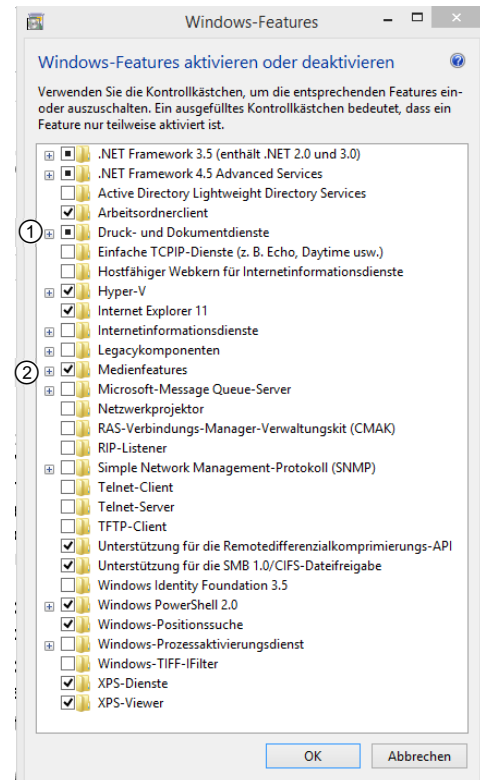 Windows-Features
Windows-Features aktivieren oder deaktivieren
Verwenden Sie die Kontrollkästchen, um die entsprechenden Features ein-
oder auszuschalten. Ein ausgefülltes Kontrollkästchen bedeutet, dass ein
Feature nur teilweise aktiviert ist.
.NET Framework 3.5 (enthält .NET 2.0 und 3.0)
.NET Framework 4.5 Advanced Services
Active Directory Lightweight Directory Services
Arbeitsordnerclient
1 Druck- und Dokumentdienste
Einfache TCPIP-Dienste (z. B. Echo, Daytime usw.)
Hostfähiger Webkern für Internetinformationsdienste
Hyper-V
Internet Explorer 11
Internetinformationsdienste
Legacykomponenten
2 Medienfeatures
Microsoft-Message Queue-Server
Netzwerkprojektor
RAS-Verbindungs-Manager-Verwaltungskit (CMAK)
RIP-Listener
Simple Network Management-Protokoll (SNMP)
Telnet-Client
Telnet-Server
TFTP-Client
Unterstützung für die Remotedifferenzialkomprimierungs-API
Unterstützung für die SMB 1.0/CIFS-Dateifreigabe
Windows Identity Foundation 3.5
Windows PowerShell 2.0
Windows-Positionssuche
Windows-Prozessaktivierungsdienst
Windows-TIFF-IFilter
XPS-Dienste
XPS-Viewer
OK Abbrechen